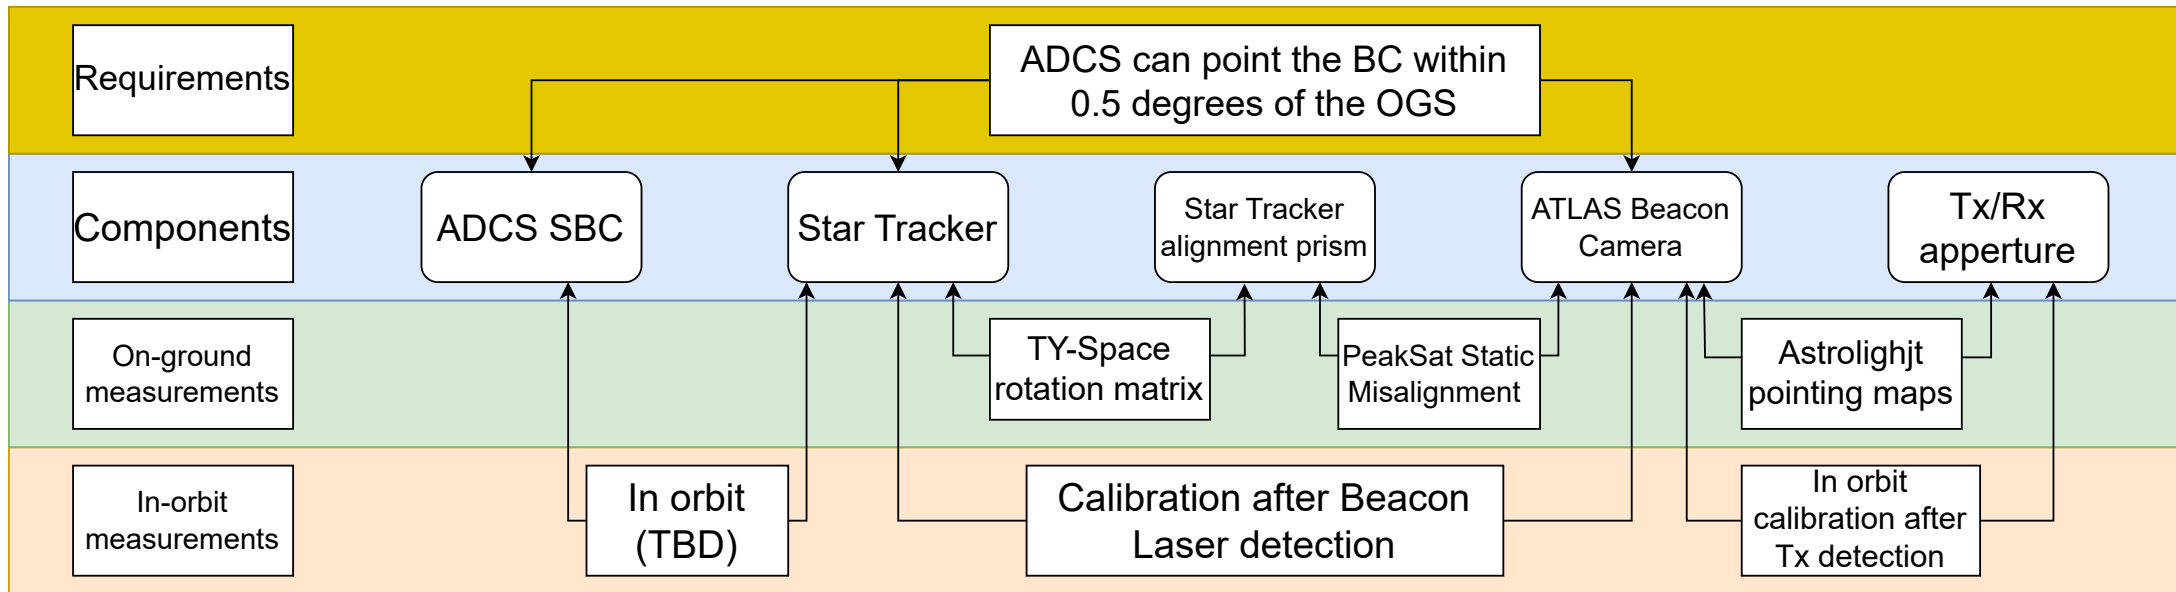 Requirements
ADCS can point the BC within
0.5 degrees of the OGS
Components
ADCS SBC
Star Tracker
Star Tracker
alignment prism
ATLAS Beacon
Camera
Tx/Rx
apperture
On-ground
measurements
TY-Space
rotation matrix
PeakSat Static
Misalignment
Astrolighjt
pointing maps
In-orbit
measurements
In orbit
(TBD)
Calibration after Beacon
Laser detection
In orbit
calibration after
Tx detection